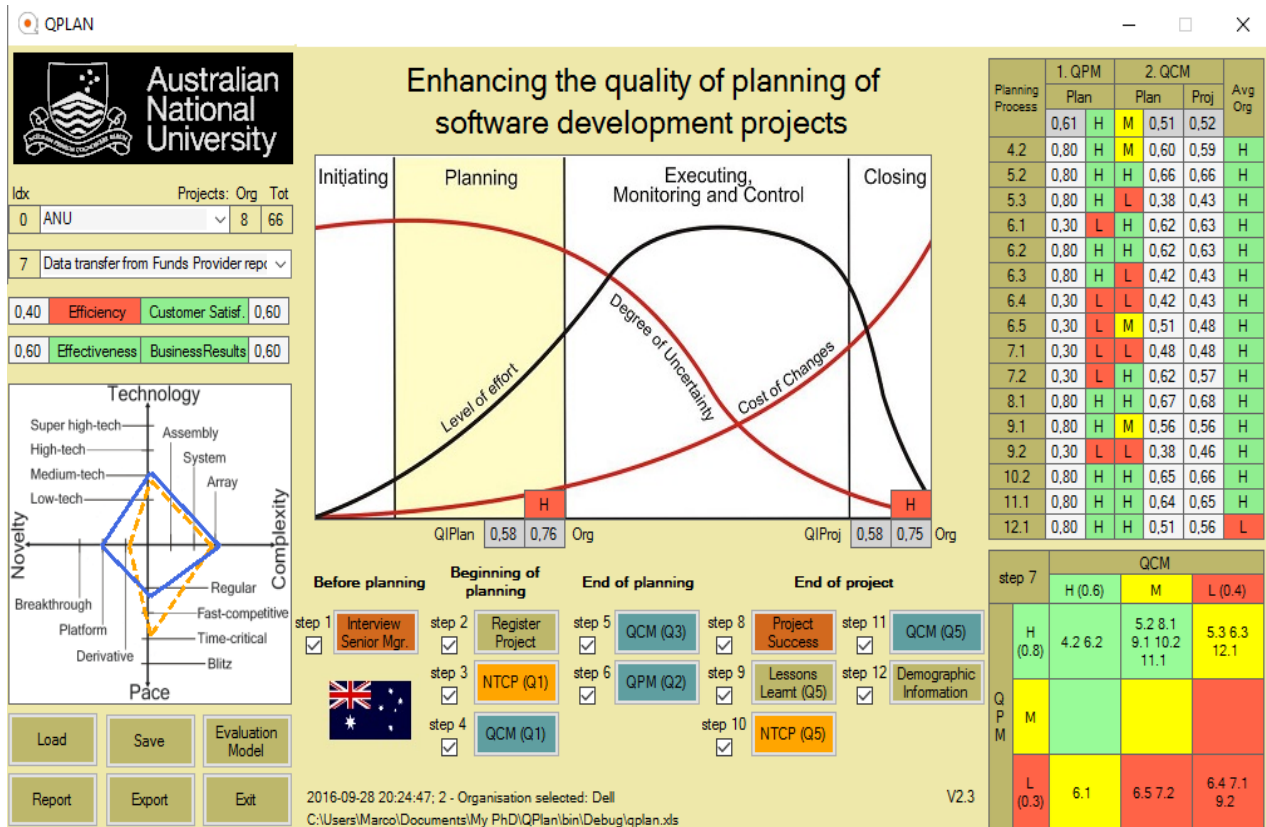 QPLAN
Australian
National
University
Idx
Projects: Org Tot
0 ANU 8 66
7 Data transfer from Funds Provider repo
0,40 Efficiency Customer Satisf. 0,60
0,60 Effectiveness BusinessResults 0,60
Technology
Super high-tech
High-tech
Medium-tech
Low-tech
Assembly
System
Array
Novelty
Complexity
Breakthrough
Platform
Derivative
Regular
Fast-competitive
Time-critical
Blitz
Pace
Load Save Evaluation Model
Report Export Exit
Enhancing the quality of planning of
software development projects
Initiating Planning Executing, Closing
Monitoring and Control
Level of effort
Degree of Uncertainty
Cost of Changes
H H
QIPlan 0,58 0,76 Org QIProj 0,58 0,75 Org
Before planning
Beginning of
planning
End of planning
End of project
step 1 Interview Senior Mgr.
step 2 Register Project
step 3 NTCP (Q1)
step 4 QCM (Q1)
step 5 QCM (Q3)
step 6 QPM (Q2)
step 8 Project Success
step 9 Lessons Learnt (Q5)
step 10 NTCP (Q5)
step 11 QCM (Q5)
step 12 Demographic Information
2016-09-28 20:24:47; 2 - Organisation selected: Dell V2.3
C:\Users\Marco\Documents\My PhD\QPlan\bin\Debug\qplan.xls
Planning Process 1. QPM 2. QCM Avg Org
Plan Plan Proj
0,61 H M 0,51 0,52
4.2 0,80 H M 0,60 0,59 H
5.2 0,80 H H 0,66 0,66 H
5.3 0,80 H L 0,38 0,43 H
6.1 0,30 L H 0,62 0,63 H
6.2 0,80 H H 0,62 0,63 H
6.3 0,80 H L 0,42 0,43 H
6.4 0,30 L L 0,42 0,43 H
6.5 0,30 L M 0,51 0,48 H
7.1 0,30 L L 0,48 0,48 H
7.2 0,30 L H 0,62 0,57 H
8.1 0,80 H H 0,67 0,68 H
9.1 0,80 H M 0,56 0,56 H
9.2 0,30 L L 0,38 0,46 H
10.2 0,80 H H 0,65 0,66 H
11.1 0,80 H H 0,64 0,65 H
12.1 0,80 H H 0,51 0,56 L
step 7 QCM
H (0.6) M L (0.4)
QPM
H (0.8) 4.2 6.2 5.2 8.1 9.1 10.2 11.1 5.3 6.3 12.1
M
L (0.3) 6.1 6.5 7.2 6.4 7.1 9.2